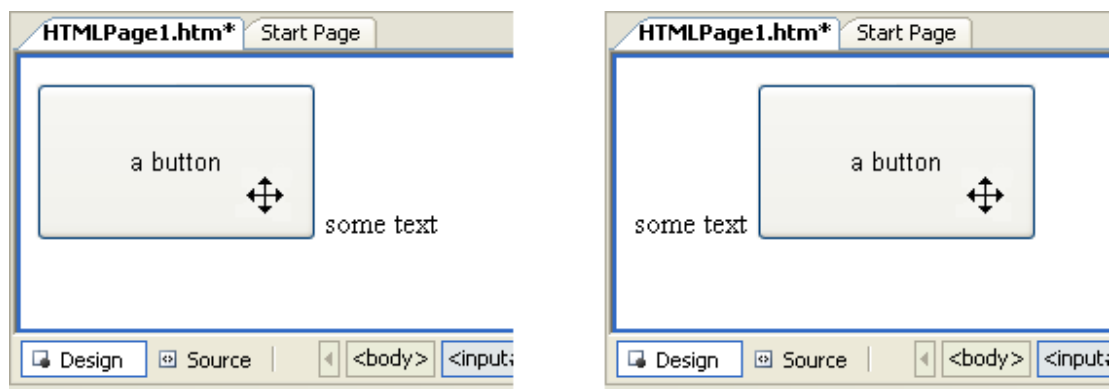 HTMLPage1.htm* Start Page
a button
some text
Design Source <body> <input
HTMLPage1.htm* Start Page
a button
some text
Design Source <body> <input